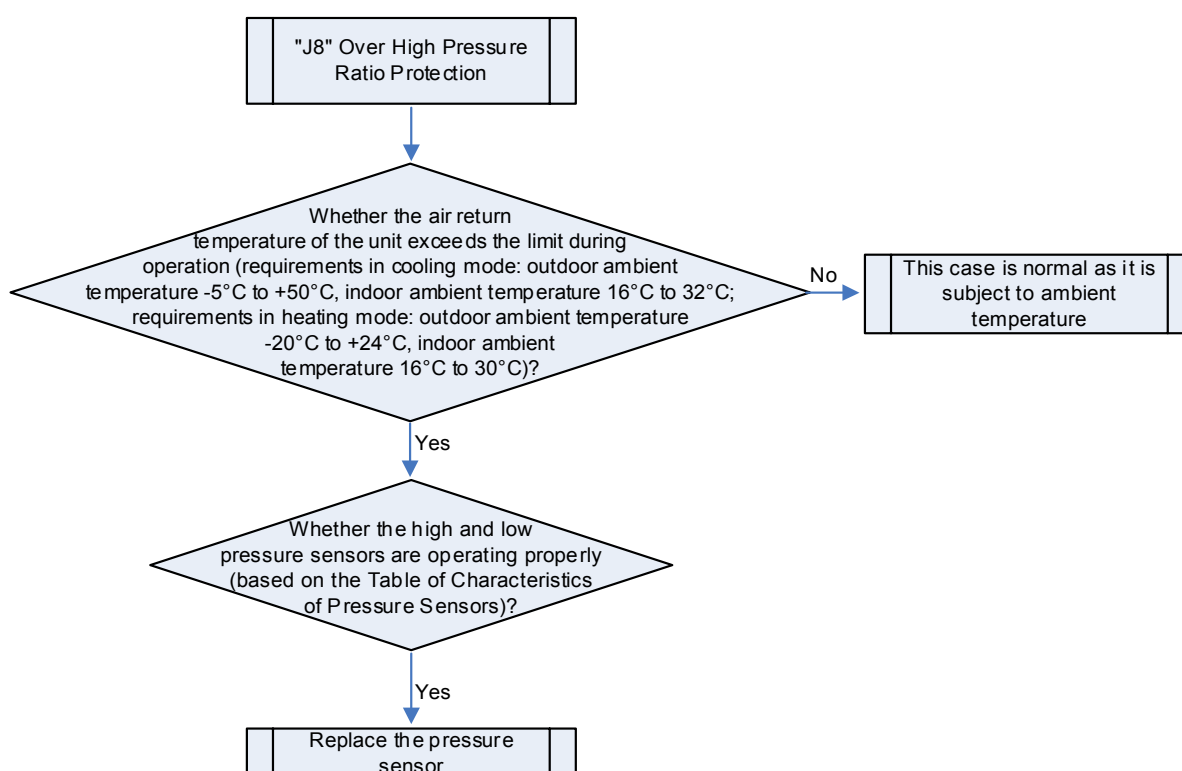 "J8" Over High Pressure
Ratio Protection
Whether the air return
temperature of the unit exceeds the limit during
operation (requirements in cooling mode: outdoor ambient
temperature -5°C to +50°C, indoor ambient temperature 16°C to 32°C;
requirements in heating mode: outdoor ambient temperature
-20°C to +24°C, indoor ambient
temperature 16°C to 30°C)?
No
This case is normal as it is
subject to ambient
temperature
Yes
Whether the high and low
pressure sensors are operating properly
(based on the Table of Characteristics
of Pressure Sensors)?
Yes
Replace the pressure
sensor